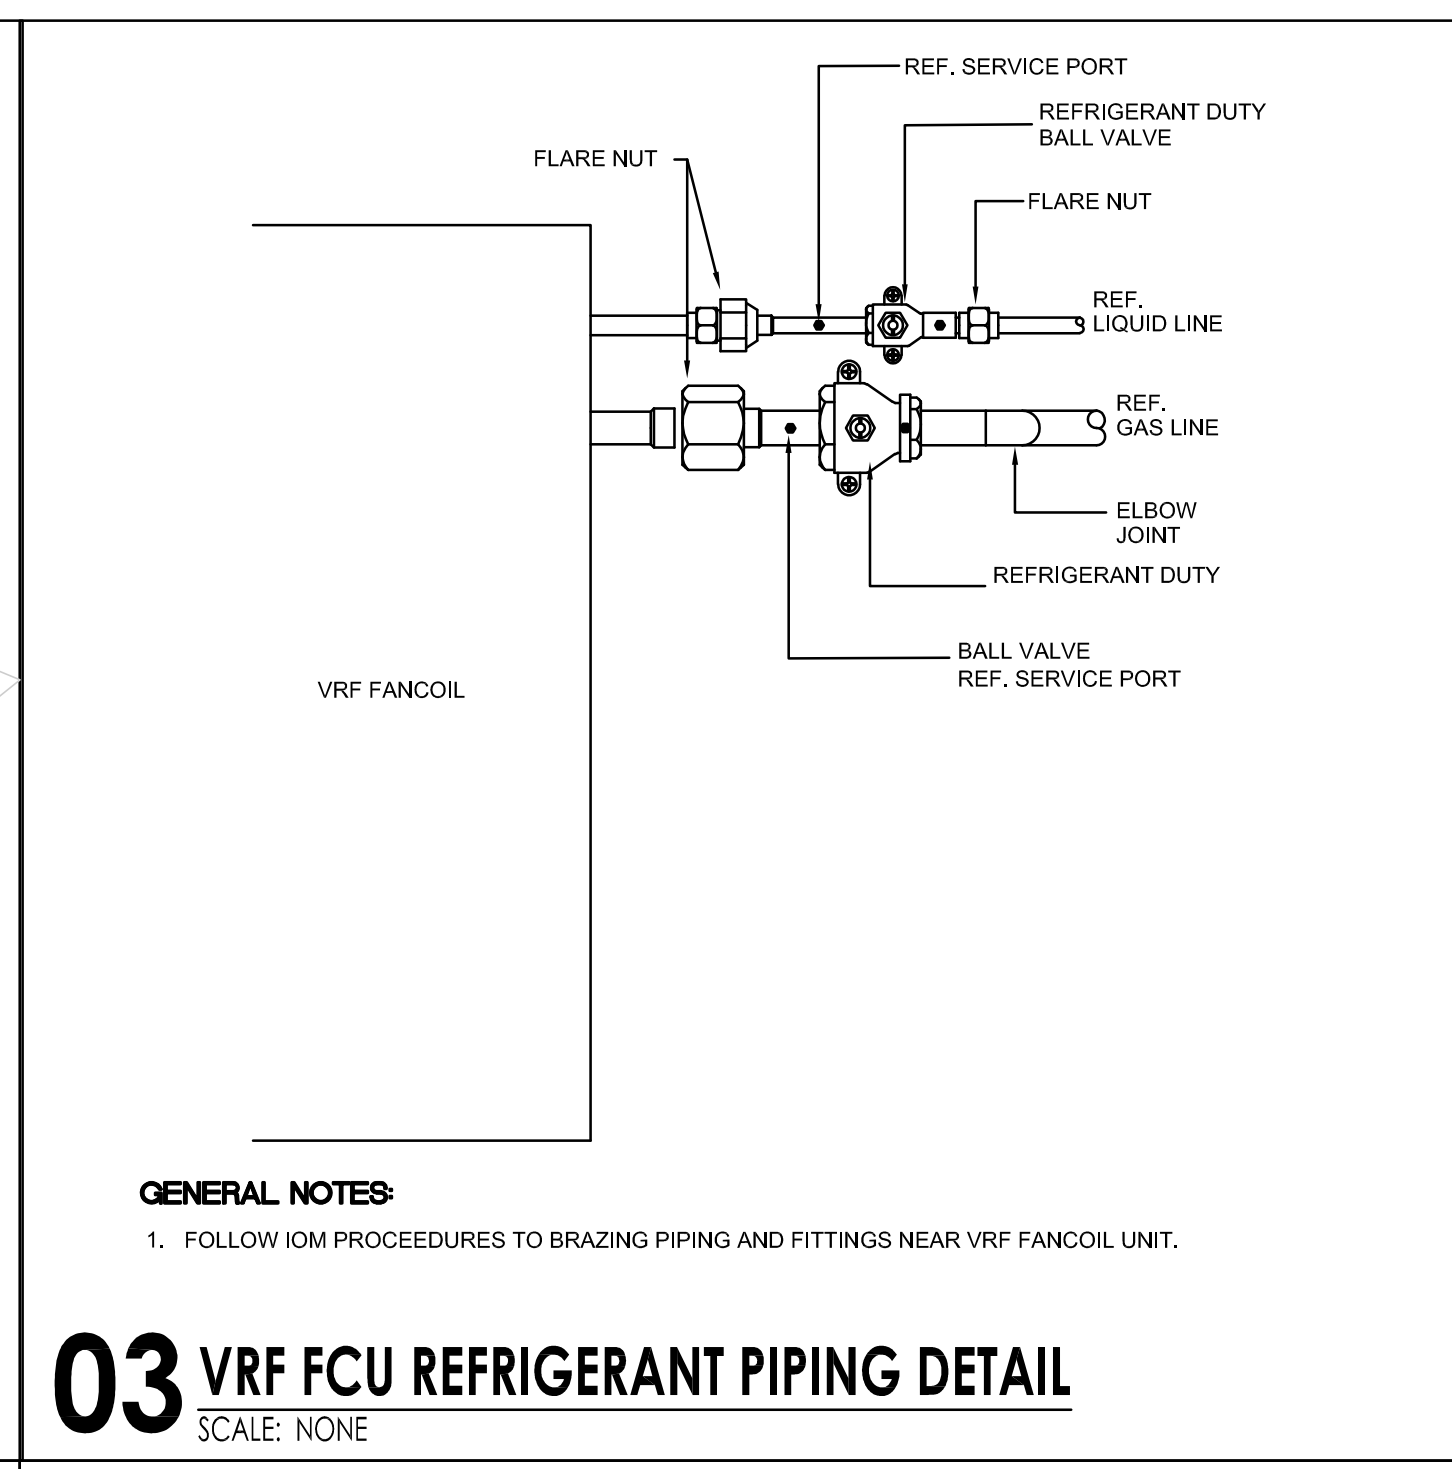 REF. SERVICE PORT
REFRIGERANT DUTY
BALL VALVE
FLARE NUT
FLARE NUT
REF.
LIQUID LINE
REF.
GAS LINE
ELBOW
JOINT
REFRIGERANT DUTY
BALL VALVE
REF. SERVICE PORT
VRF FANCOIL
GENERAL NOTES:
1. FOLLOW IOM PROCEEDURES TO BRAZING PIPING AND FITTINGS NEAR VRF FANCOIL UNIT.
03 VRF FCU REFRIGERANT PIPING DETAIL
SCALE: NONE